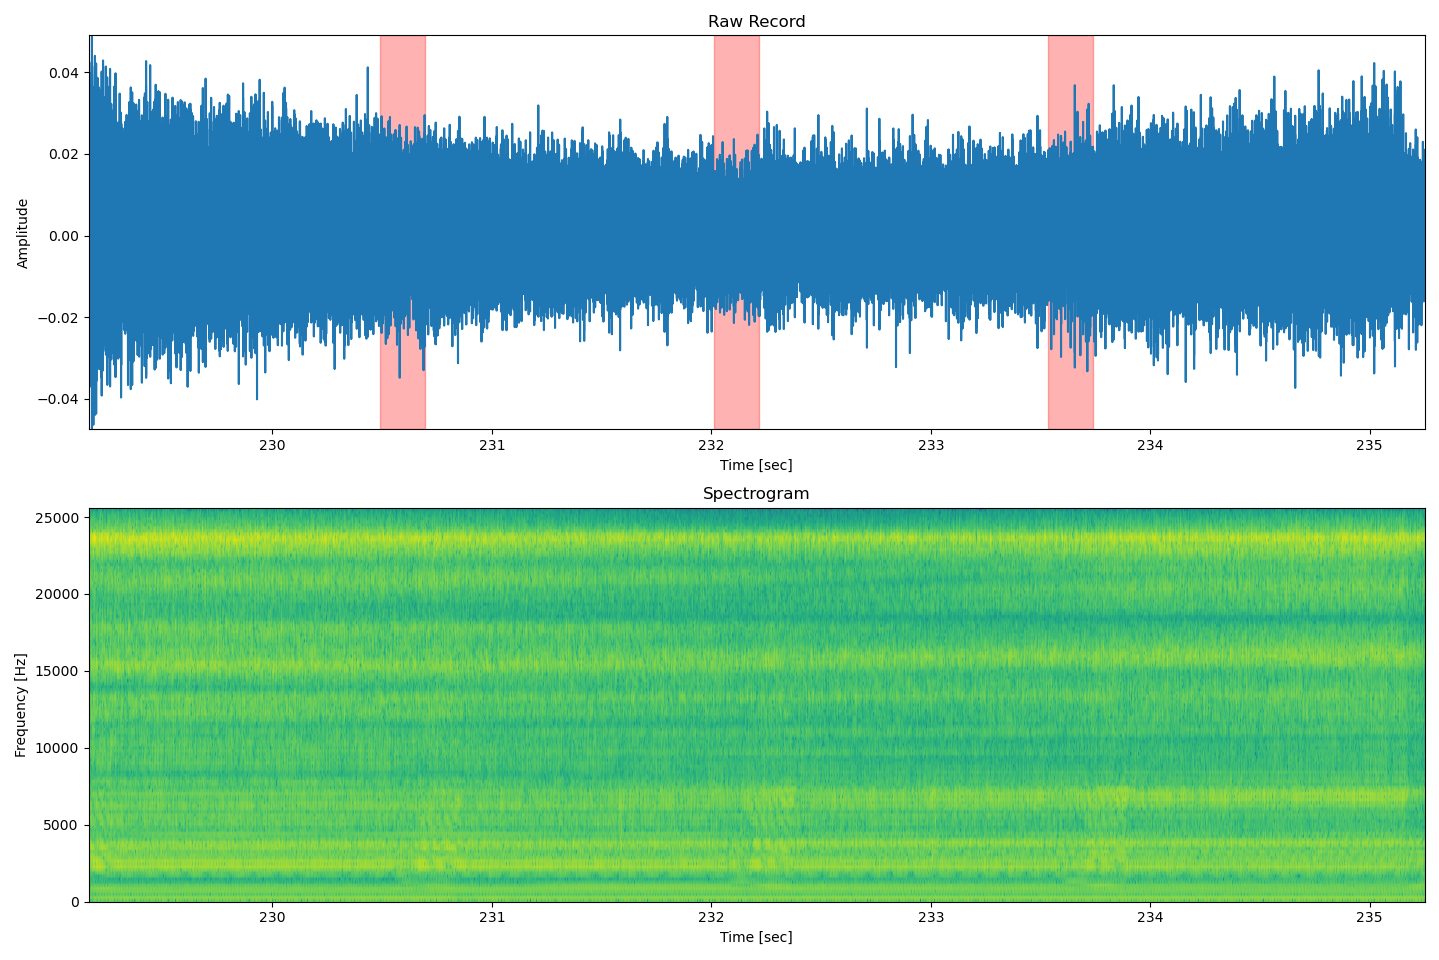 Raw Record
0.04
0.02
0.00
−0.02
−0.04
Amplitude
230 231 232 233 234 235
Time [sec]
Spectrogram
25000
20000
15000
10000
5000
0
Frequency [Hz]
230 231 232 233 234 235
Time [sec]